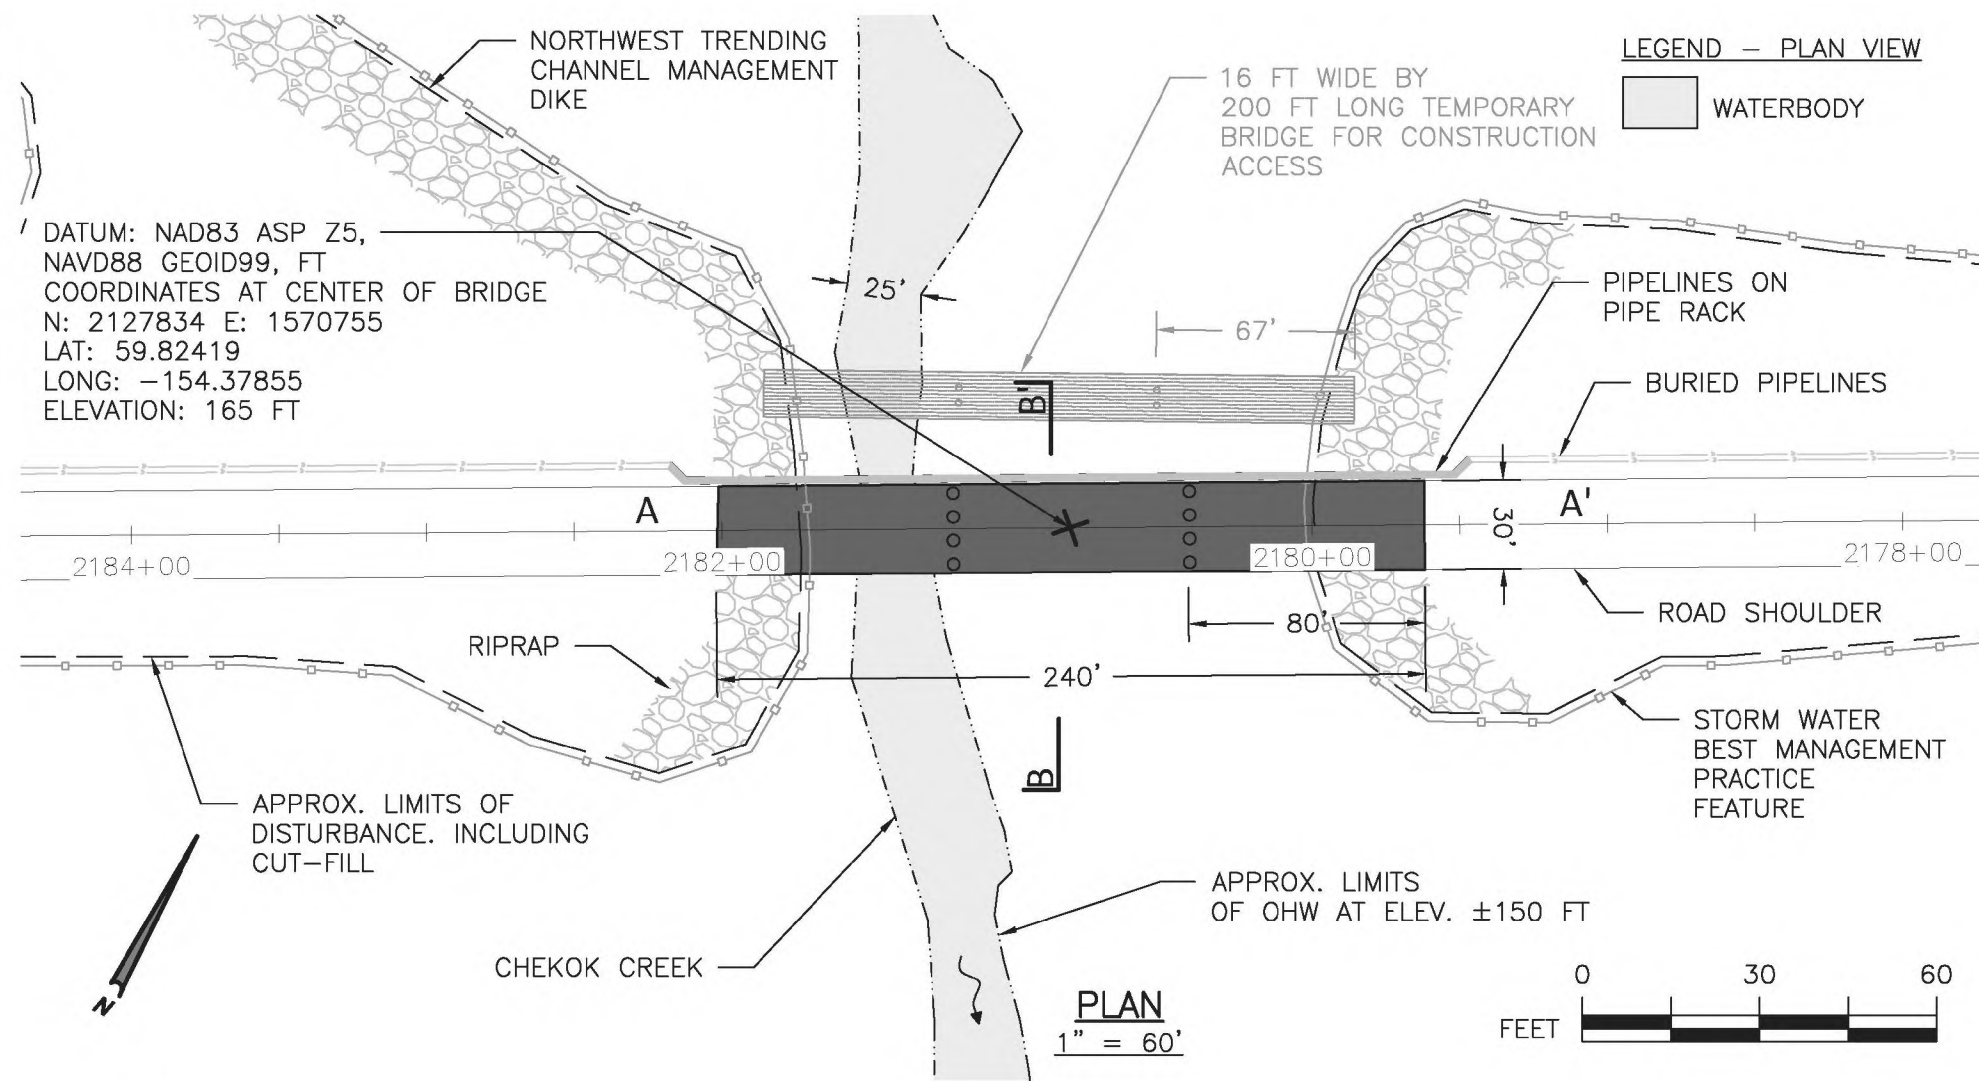 NORTHWEST TRENDING
CHANNEL MANAGEMENT
DIKE
16 FT WIDE BY
200 FT LONG TEMPORARY
BRIDGE FOR CONSTRUCTION
ACCESS
LEGEND – PLAN VIEW
WATERBODY
DATUM: NAD83 ASP Z5,
NAVD88 GEOID99, FT
COORDINATES AT CENTER OF BRIDGE
N: 2127834 E: 1570755
LAT: 59.82419
LONG: −154.37855
ELEVATION: 165 FT
25'
67'
PIPELINES ON
PIPE RACK
BURIED PIPELINES
B'
A
A'
30'
2184+00
2182+00
2180+00
2178+00
ROAD SHOULDER
80'
RIPRAP
240'
STORM WATER
BEST MANAGEMENT
PRACTICE
FEATURE
B
APPROX. LIMITS OF
DISTURBANCE. INCLUDING
CUT–FILL
APPROX. LIMITS
OF OHW AT ELEV. ±150 FT
CHEKOK CREEK
N
PLAN
1" = 60'
0 30 60
FEET